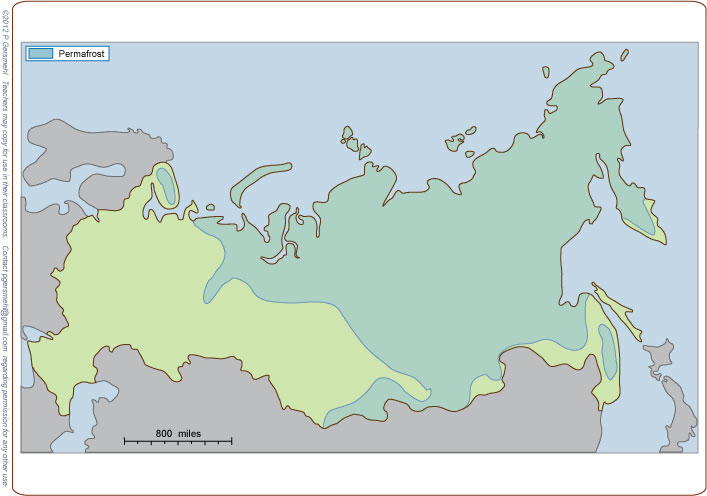 Permafrost
800 miles
©2012 P Gersmehl Teachers may copy for use in their classrooms. Contact pgersmehl@gmail.com regarding permission for any other use.